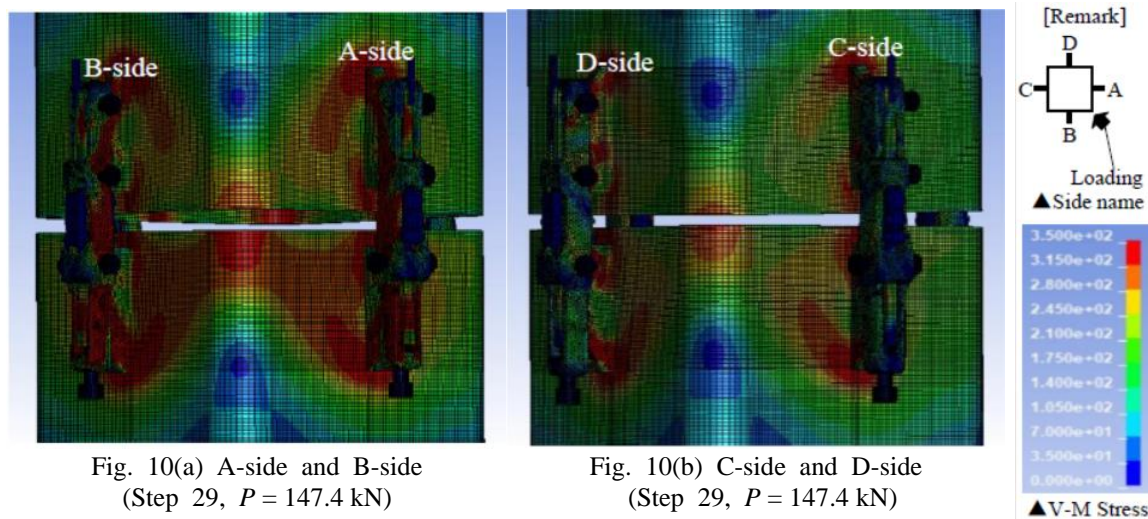 B-side
A-side
D-side
C-side
[Remark]
D
C
A
B
Loading
▲Side name
3.500e+02
3.150e+02
2.800e+02
2.450e+02
2.100e+02
1.750e+02
1.400e+02
1.050e+02
7.000e+01
3.500e+01
0.000e+00
▲V-M Stress
Fig. 10(a) A-side and B-side
(Step 29, P = 147.4 kN)
Fig. 10(b) C-side and D-side
(Step 29, P = 147.4 kN)